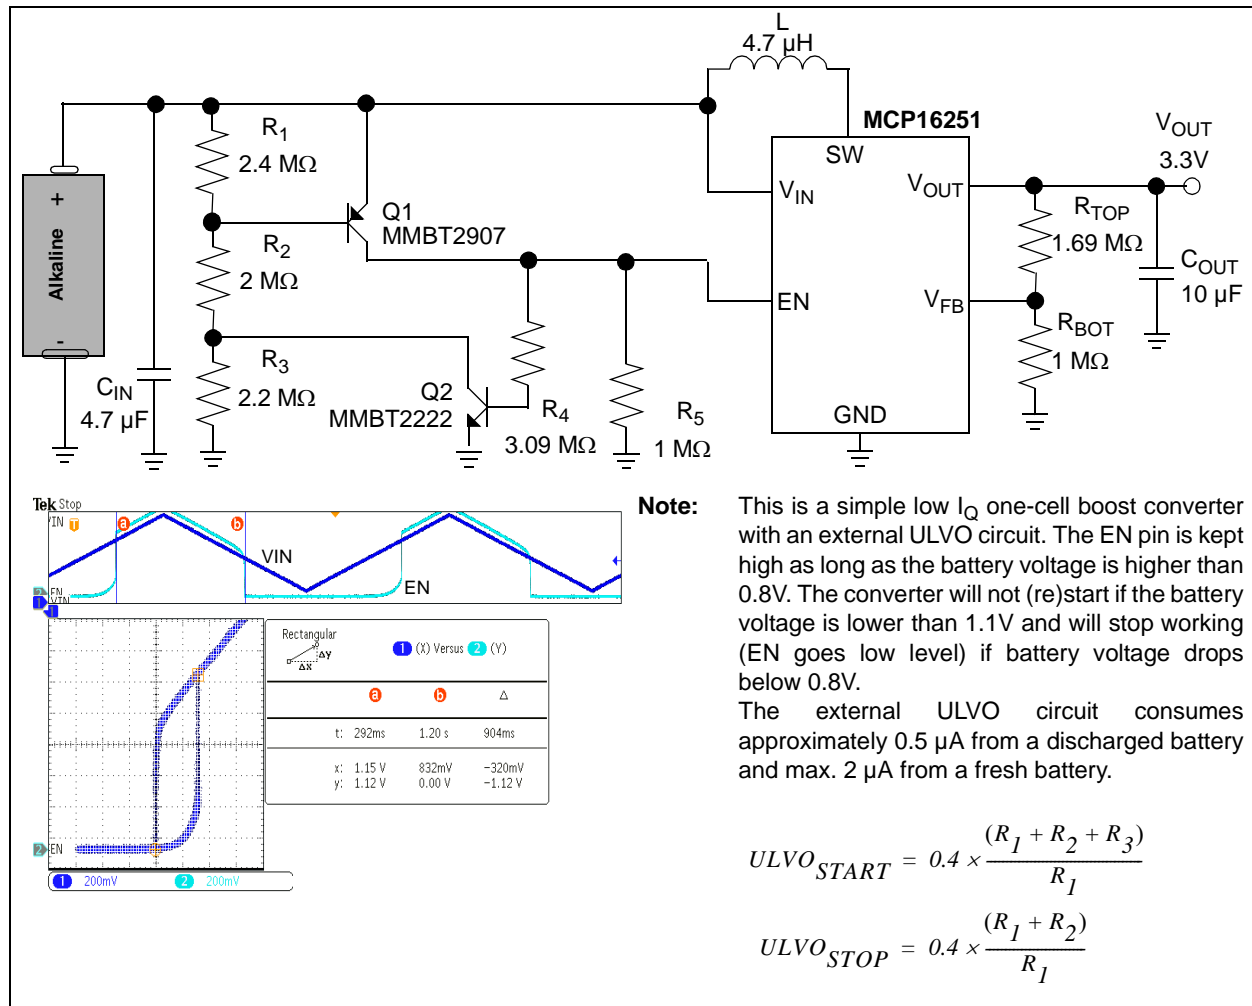 L
4.7 µH
MCP16251
SW
VIN
VOUT
EN
VFB
GND
VOUT
3.3V
RTOP
1.69 MΩ
COUT
10 µF
RBOT
1 MΩ
R1
2.4 MΩ
R2
2 MΩ
R3
2.2 MΩ
Q1
MMBT2907
Q2
MMBT2222
R4
3.09 MΩ
R5
1 MΩ
+
Alkaline
-
CIN
4.7 µF
Tek Stop
VIN
T
a
b
VIN
EN
2 EN
1 VIN
1
2 EN
1 200mV 2 200mV
Rectangular
ΔY
ΔX
1 (X) Versus 2 (Y)
a b Δ
t: 292ms 1.20 s 904ms
x: 1.15 V 832mV -320mV
y: 1.12 V 0.00 V -1.12 V
Note: This is a simple low IQ one-cell boost converter
with an external ULVO circuit. The EN pin is kept
high as long as the battery voltage is higher than
0.8V. The converter will not (re)start if the battery
voltage is lower than 1.1V and will stop working
(EN goes low level) if battery voltage drops
below 0.8V.
The external ULVO circuit consumes
approximately 0.5 µA from a discharged battery
and max. 2 µA from a fresh battery.
ULVOSTART = 0.4 × (R1 + R2 + R3) / R1
ULVOSTOP = 0.4 × (R1 + R2) / R1